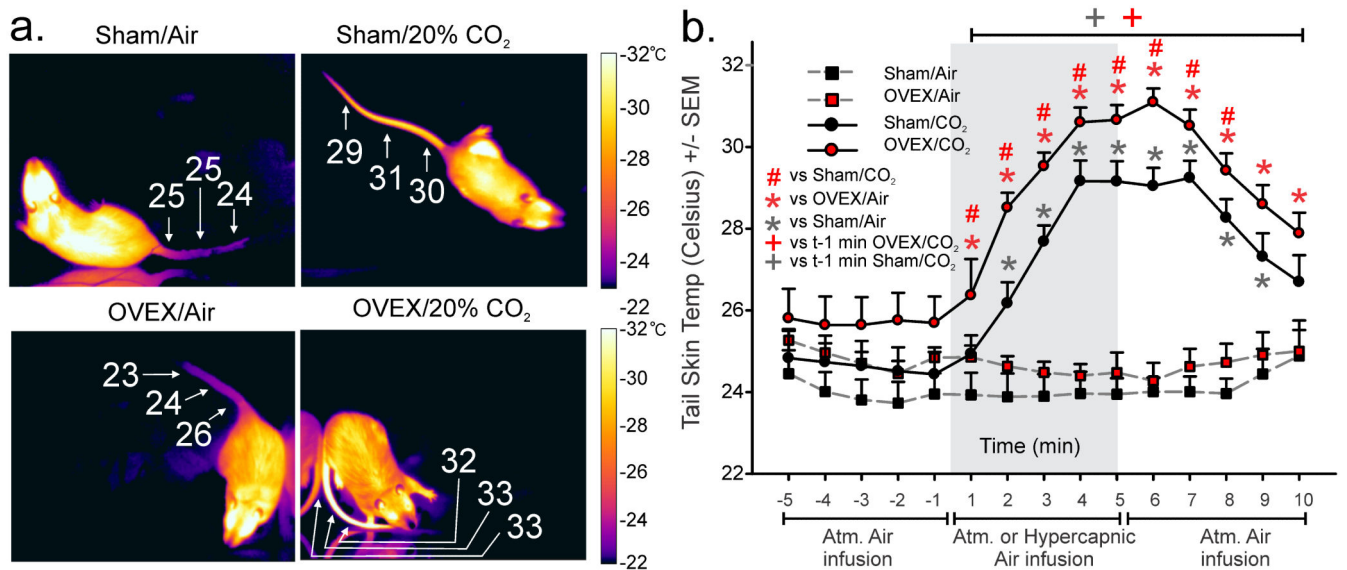 a.
Sham/Air
Sham/20% CO₂
25
25
24
29
31
30
-32℃
-30
-28
-26
-24
-22
OVEX/Air
OVEX/20% CO₂
23
24
26
32
33
33
-32℃
-30
-28
-26
-24
-22
b.
+ +
Tail Skin Temp (Celsius) +/- SEM
32
30
28
26
24
22
Sham/Air
OVEX/Air
Sham/CO₂
OVEX/CO₂
# vs Sham/CO₂
* vs OVEX/Air
* vs Sham/Air
+ vs t-1 min OVEX/CO₂
+ vs t-1 min Sham/CO₂
# # # # # # # #
* * * * * * * * * *
* * * * * * * *
Time (min)
-5 -4 -3 -2 -1 1 2 3 4 5 6 7 8 9 10
Atm. Air
infusion
Atm. or Hypercapnic
Air infusion
Atm. Air
infusion